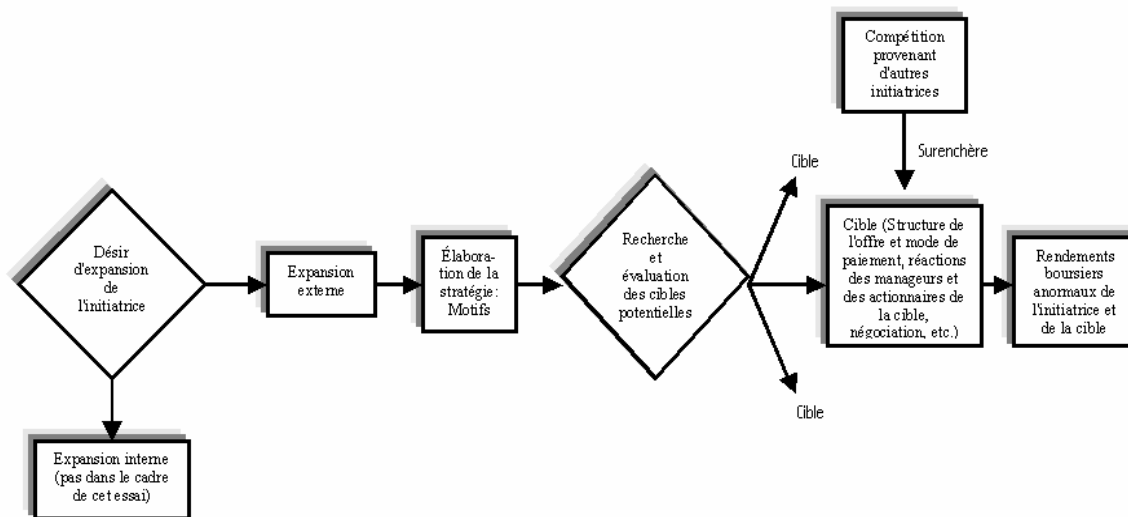 Compétition
provenant
d'autres
initiatrices
Surenchère
Cible
Désir
d'expansion
de
l'initiatrice
Expansion
externe
Élabora-
tion de la
stratégie:
Motifs
Recherche
et
évaluation
des cibles
potentielles
Cible (Structure de
l'offre et mode de
paiement, réactions
des manageurs et
des actionnaires de
la cible,
négociation, etc.)
Rendements
boursiers
anormaux de
l'initiatrice et
de la cible
Cible
Expansion interne
(pas dans le cadre
de cet essai)